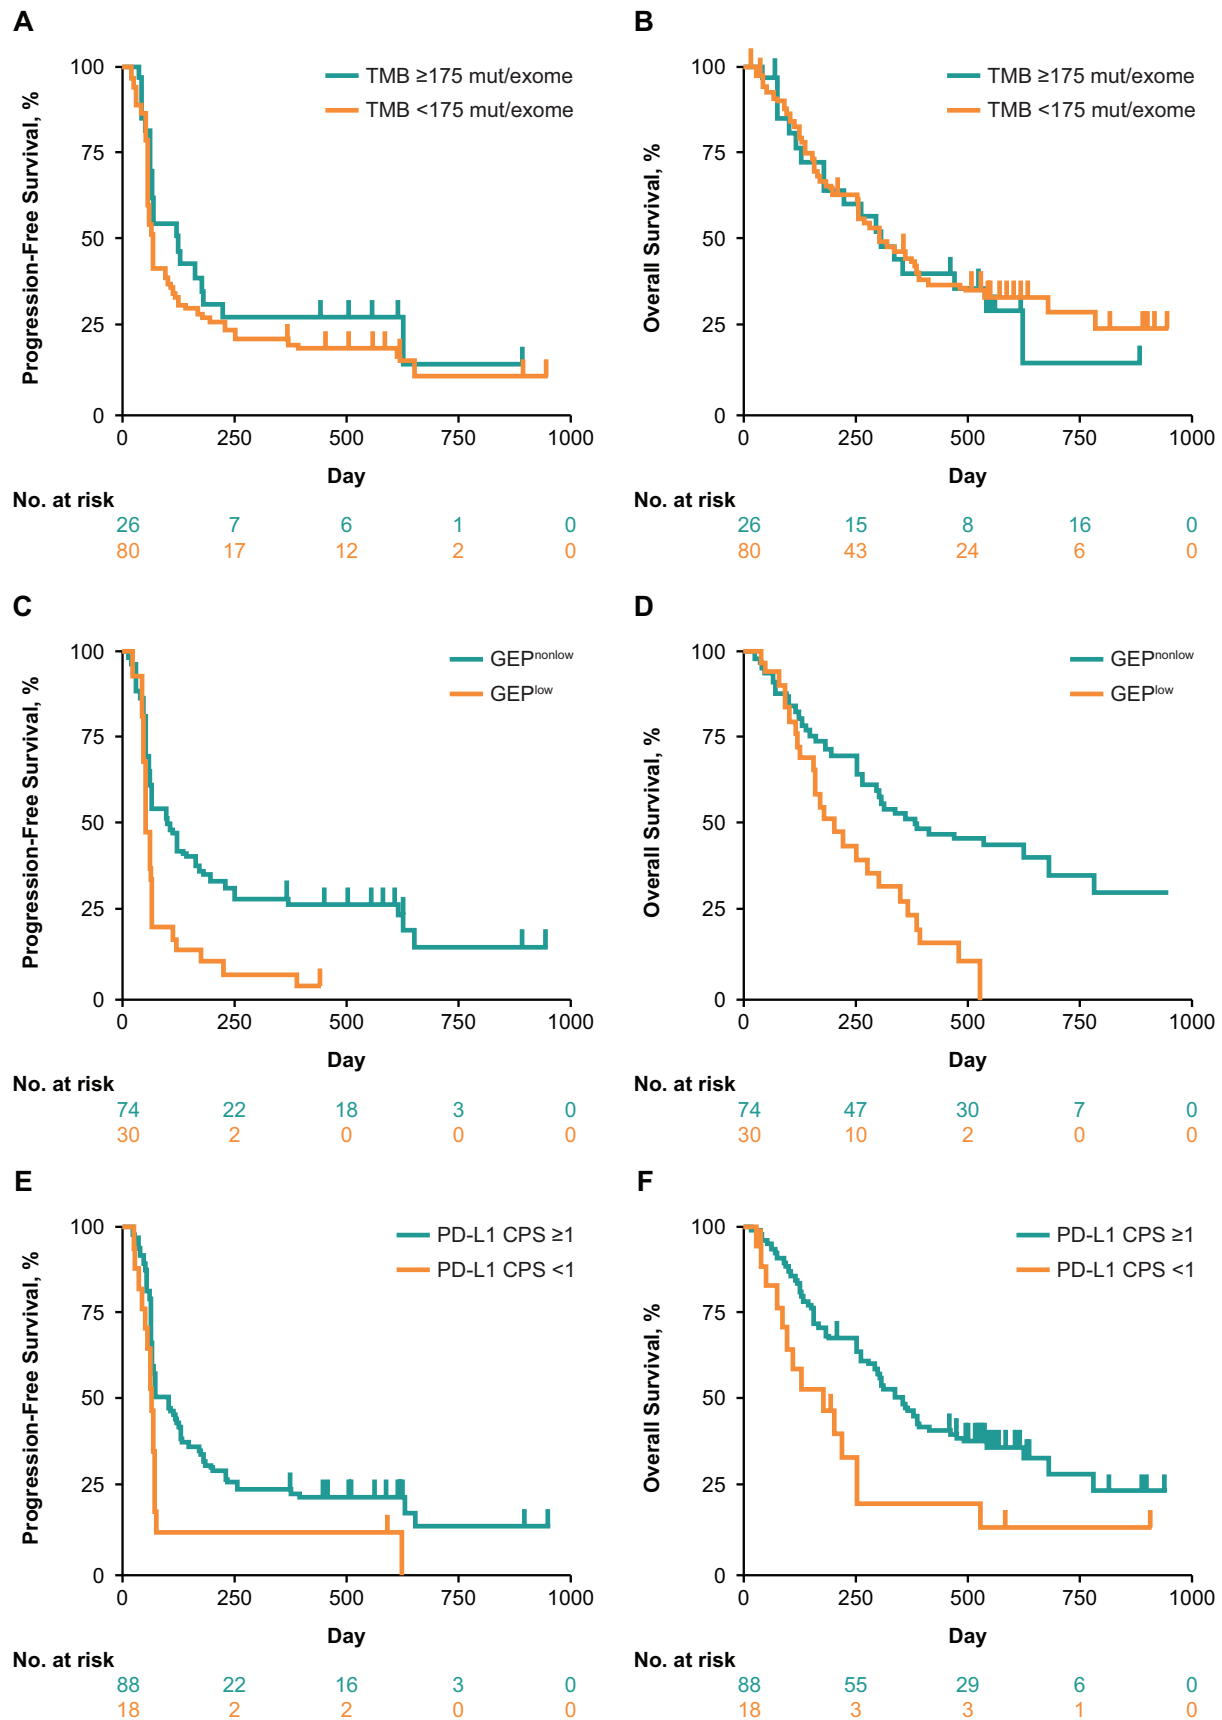 A
Progression-Free Survival, %
100
75
50
25
0
TMB ≥175 mut/exome
TMB <175 mut/exome
0 250 500 750 1000
Day
No. at risk
26 7 6 1 0
80 17 12 2 0
B
Overall Survival, %
100
75
50
25
0
TMB ≥175 mut/exome
TMB <175 mut/exome
0 250 500 750 1000
Day
No. at risk
26 15 8 16 0
80 43 24 6 0
C
Progression-Free Survival, %
100
75
50
25
0
GEPnonlow
GEPlow
0 250 500 750 1000
Day
No. at risk
74 22 18 3 0
30 2 0 0 0
D
Overall Survival, %
100
75
50
25
0
GEPnonlow
GEPlow
0 250 500 750 1000
Day
No. at risk
74 47 30 7 0
30 10 2 0 0
E
Progression-Free Survival, %
100
75
50
25
0
PD-L1 CPS ≥1
PD-L1 CPS <1
0 250 500 750 1000
Day
No. at risk
88 22 16 3 0
18 2 2 0 0
F
Overall Survival, %
100
75
50
25
0
PD-L1 CPS ≥1
PD-L1 CPS <1
0 250 500 750 1000
Day
No. at risk
88 55 29 6 0
18 3 3 1 0